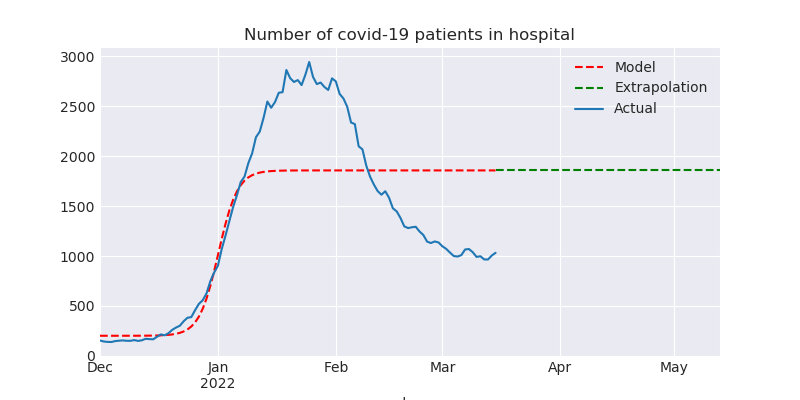 Number of covid-19 patients in hospital
3000
2500
2000
1500
1000
500
0
Model
Extrapolation
Actual
Dec
Jan
Feb
Mar
Apr
May
2022